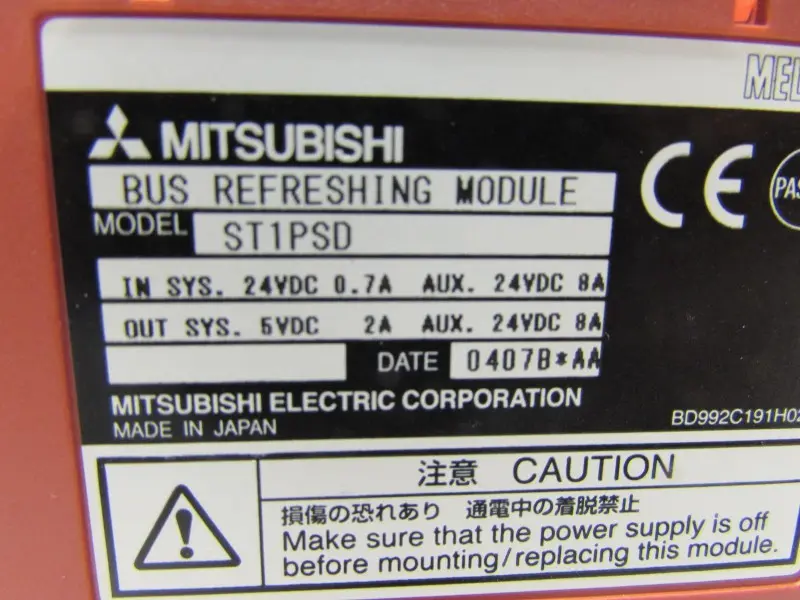 MITSUBISHI
BUS REFRESHING MODULE
MODEL ST1PSD
IN SYS. 24VDC 0.7A AUX. 24VDC 8A
OUT SYS. 5VDC 2A AUX. 24VDC 8A
DATE 0407B*AA
MITSUBISHI ELECTRIC CORPORATION
MADE IN JAPAN
BD992C191H02
CE
注意 CAUTION
損傷の恐れあり 通電中の着脱禁止
Make sure that the power supply is off
before mounting/replacing this module.